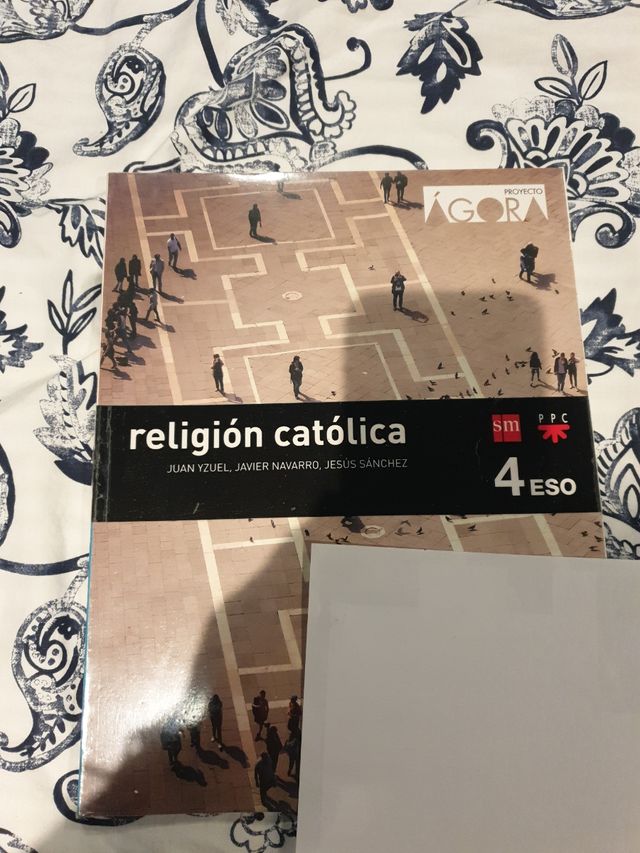 PROYECTO
ÁGORA
religión católica
JUAN YZUEL, JAVIER NAVARRO, JESÚS SÁNCHEZ
sm
PPC
4 ESO